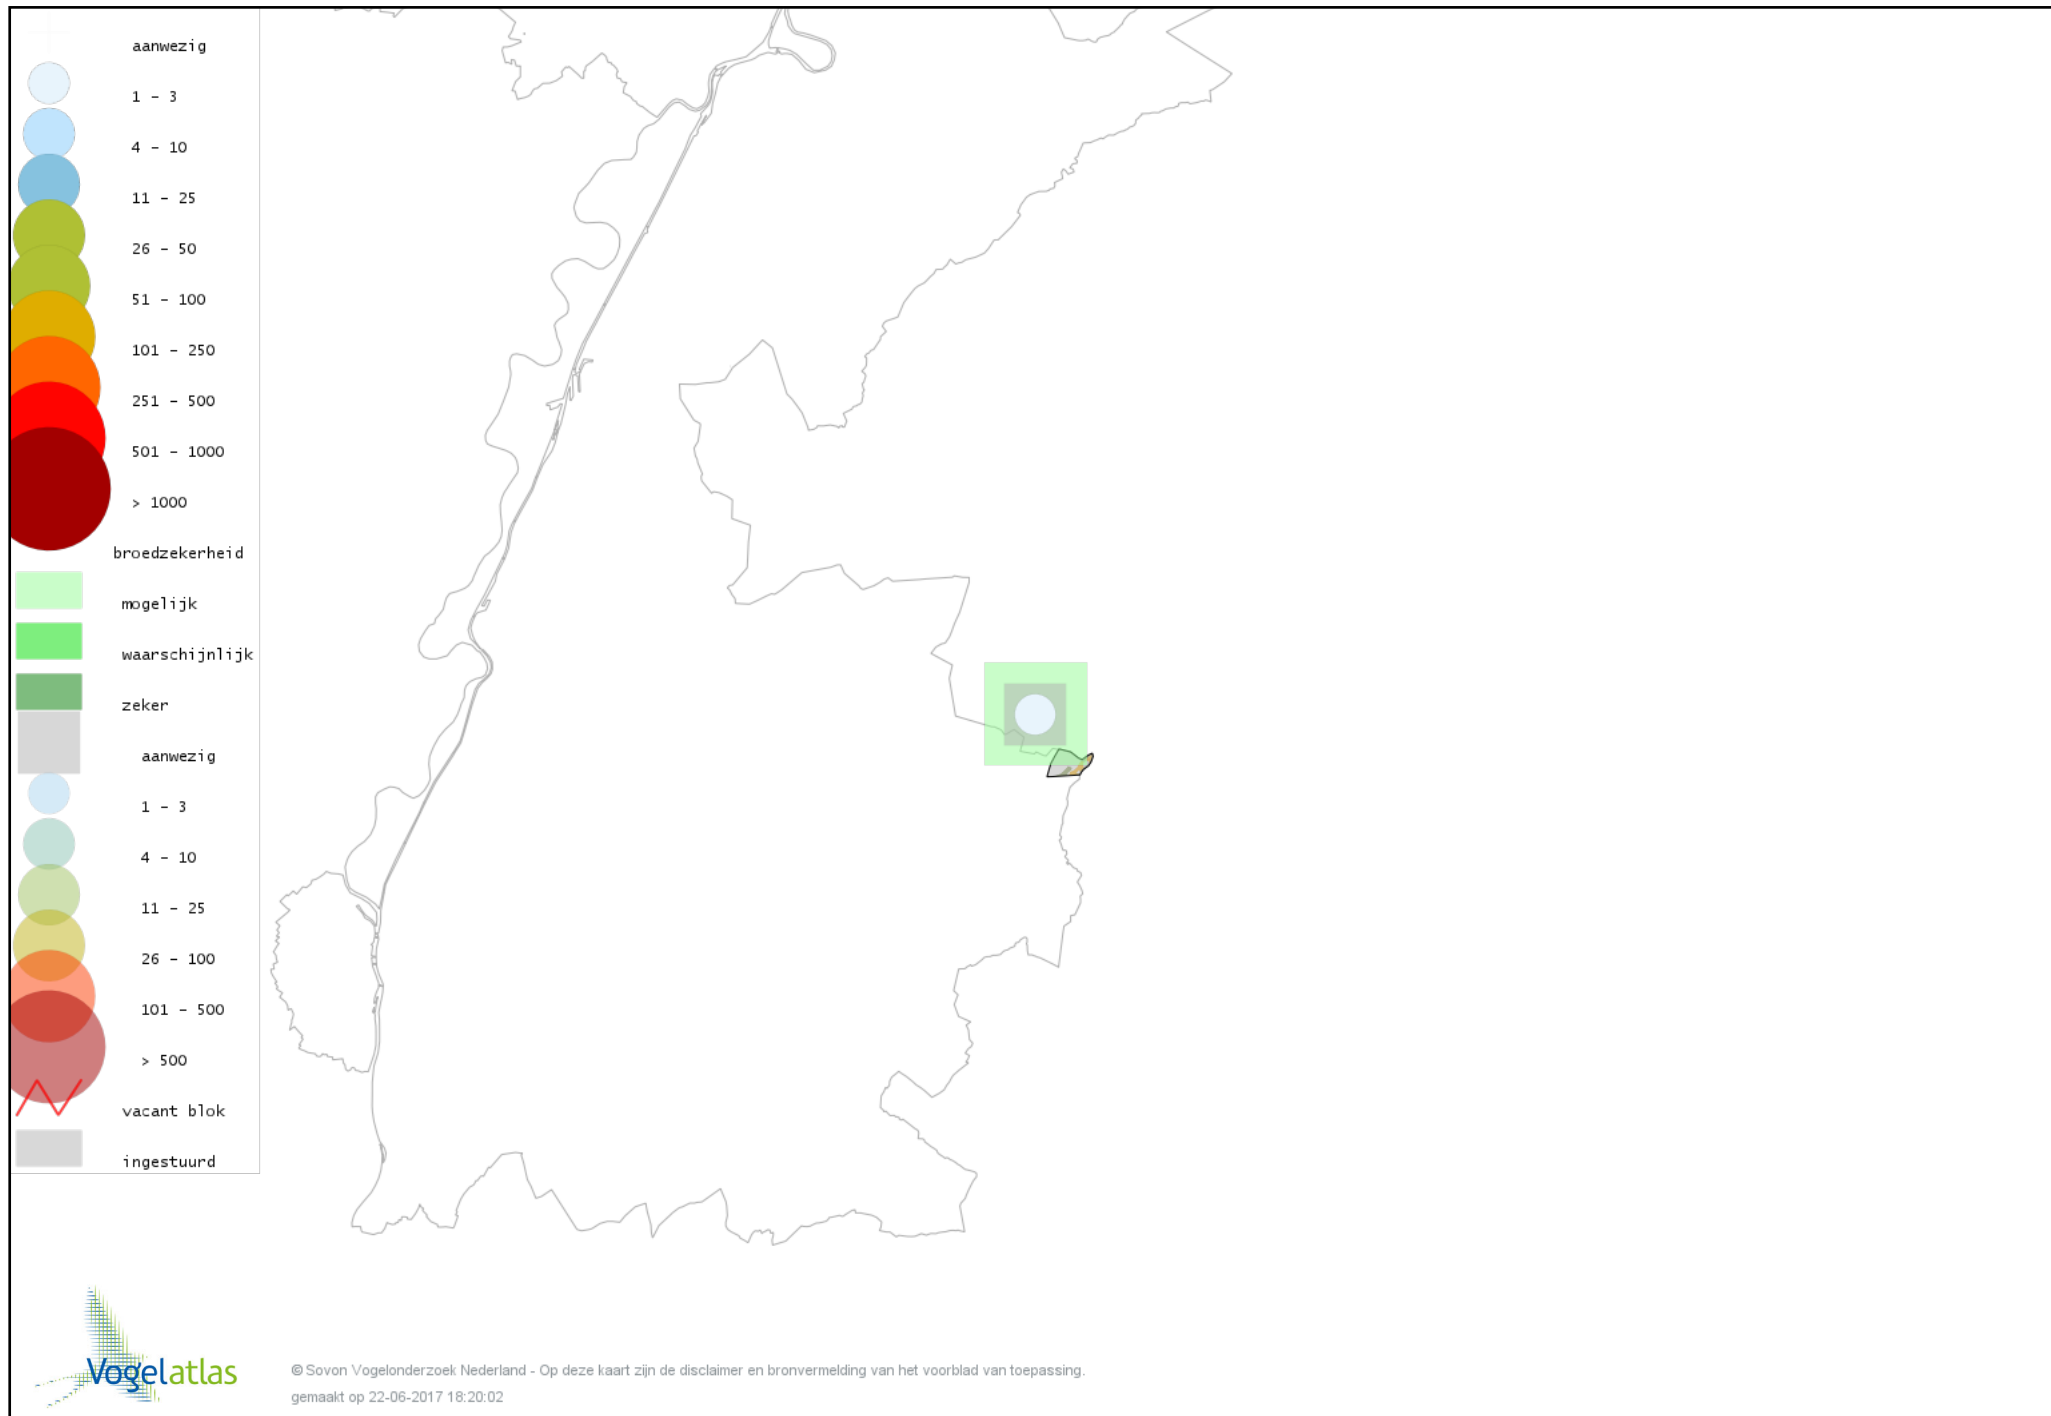 aanwezig
1 - 3
4 - 10
11 - 25
26 - 50
51 - 100
101 - 250
251 - 500
501 - 1000
> 1000
broedzekerheid
mogelijk
waarschijnlijk
zeker
aanwezig
1 - 3
4 - 10
11 - 25
26 - 100
101 - 500
> 500
vacant blok
ingestuurd
Vogelatlas
© Sovon Vogelonderzoek Nederland - Op deze kaart zijn de disclaimer en bronvermelding van het voorblad van toepassing.
gemaakt op 22-06-2017 18:20:02